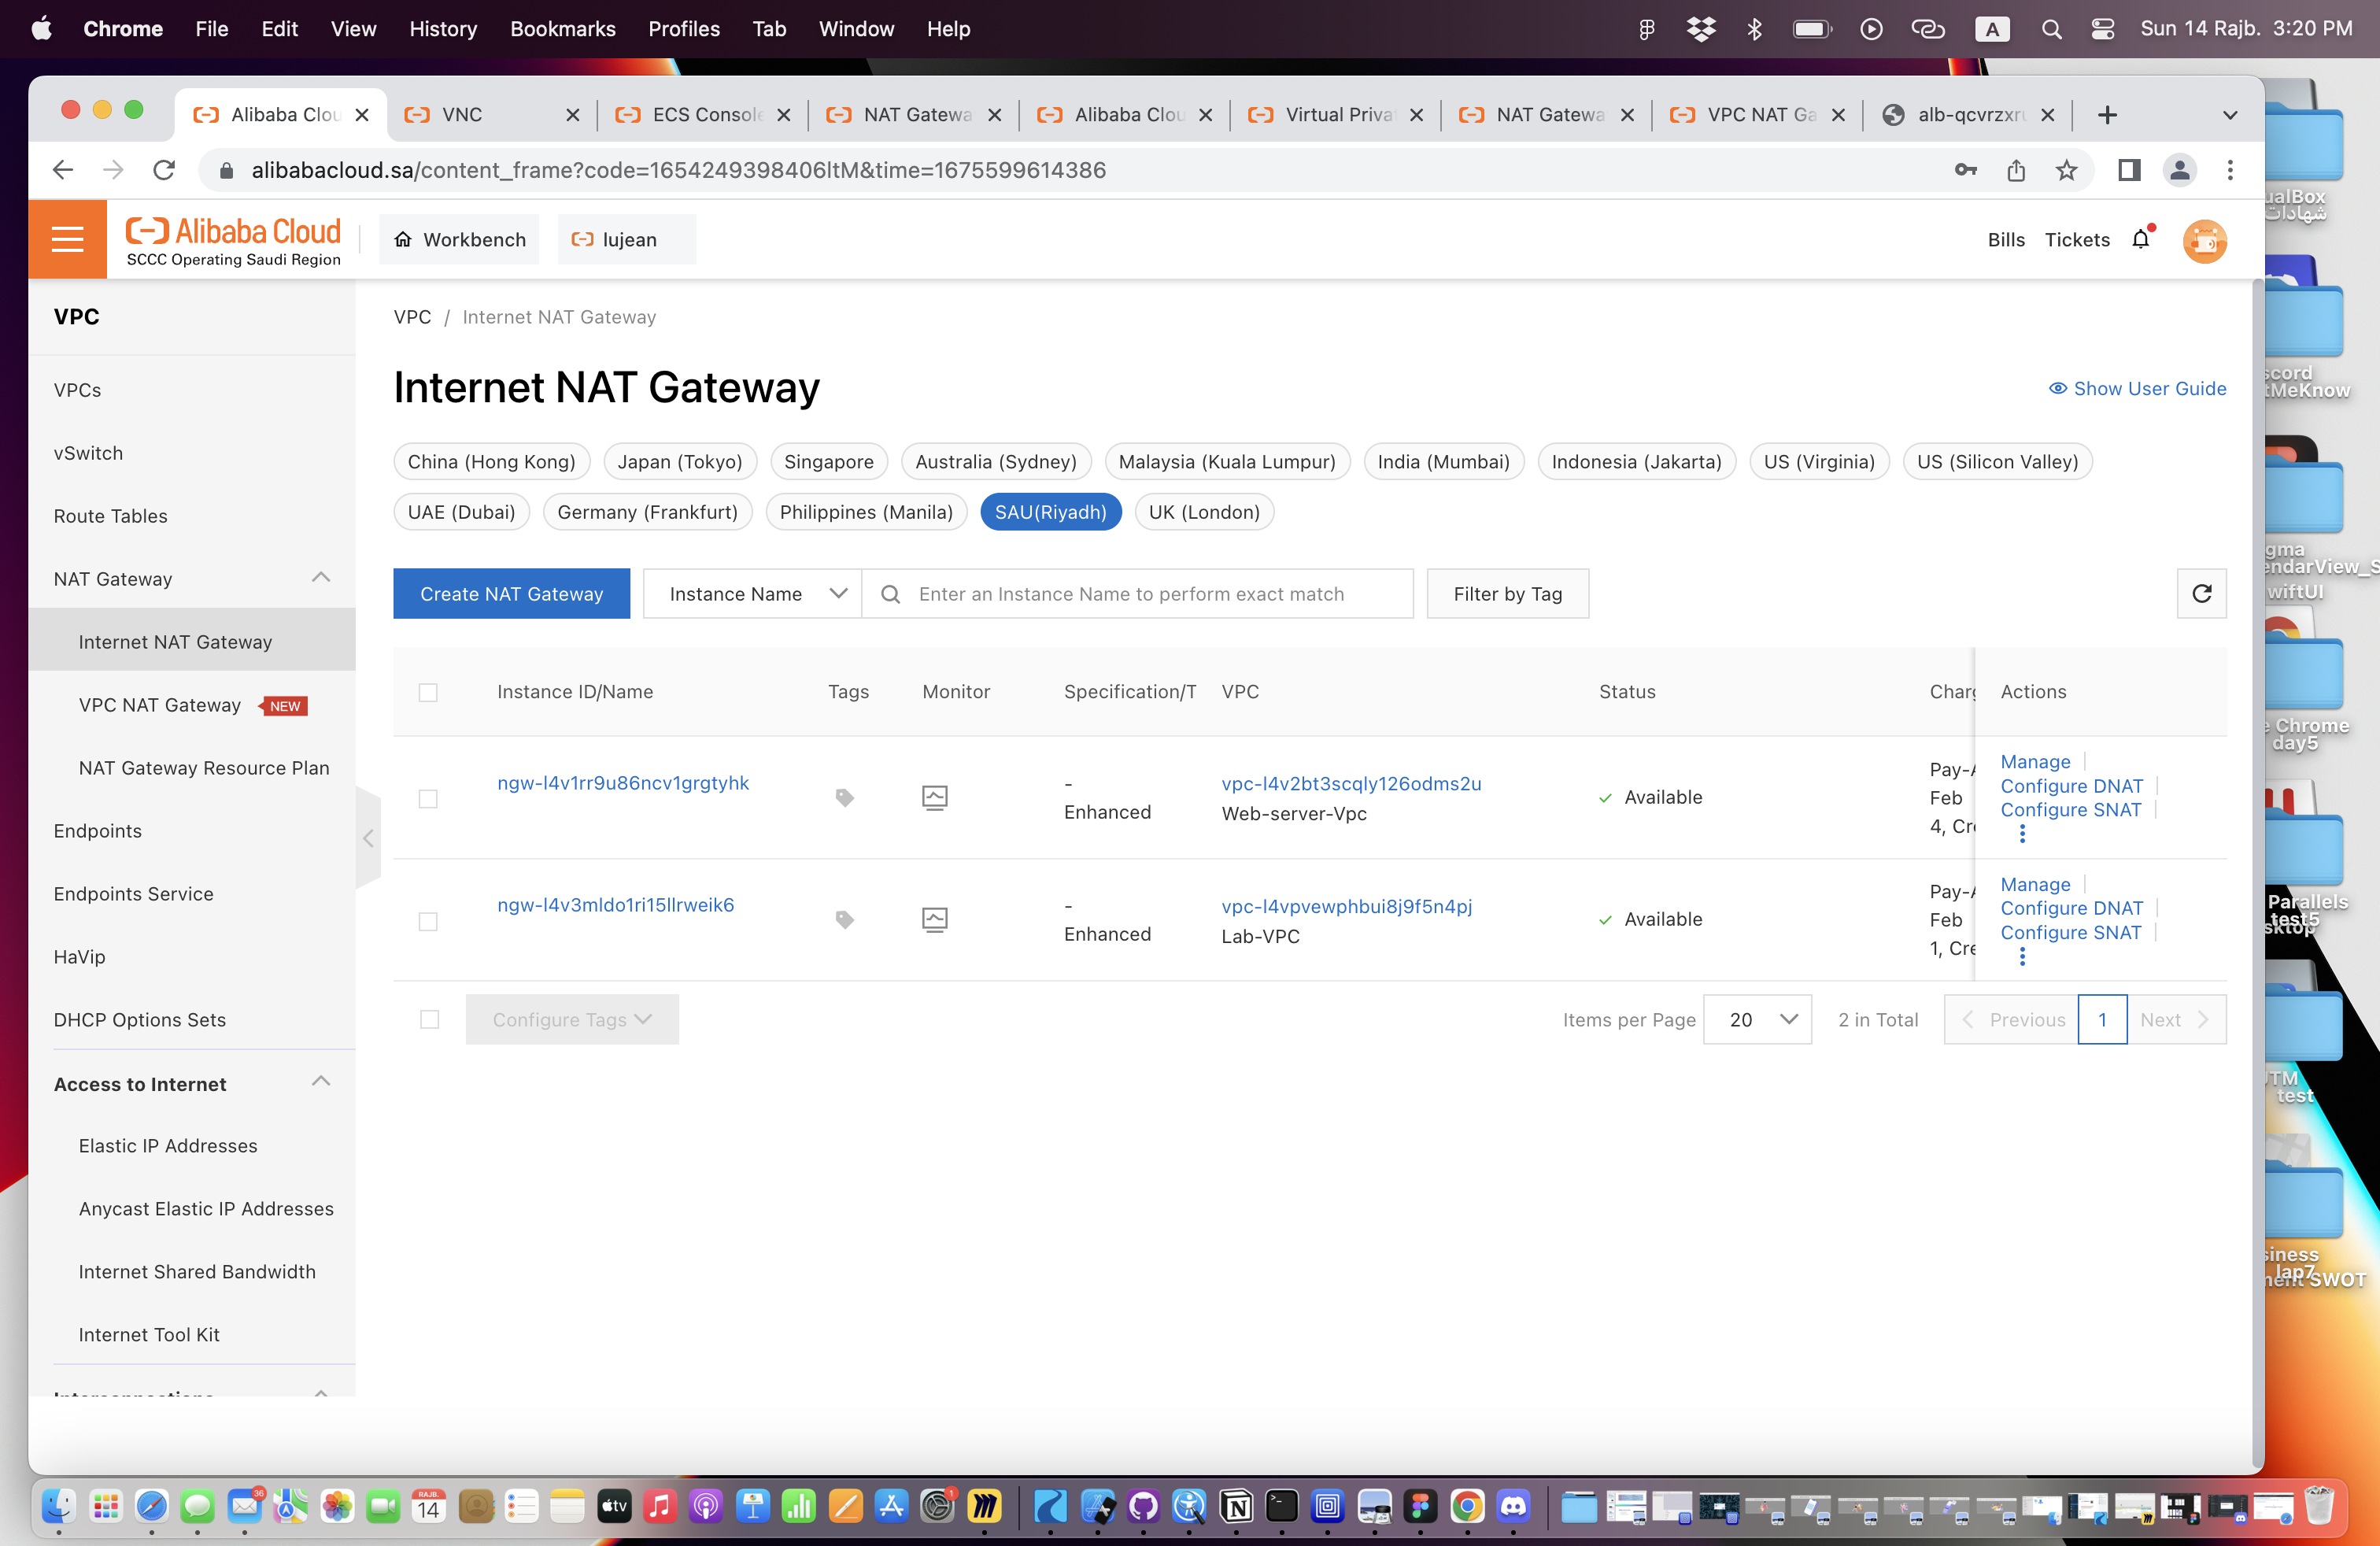 Chrome File Edit View History Bookmarks Profiles Tab Window Help
A Sun 14 Rajb. 3:20 PM
Alibaba Clou VNC ECS Console NAT Gatewa Alibaba Clou Virtual Priva NAT Gatewa VPC NAT Ga alb-qcvrzxru
alibabacloud.sa/content_frame?code=1654249398406ltM&time=1675599614386
Alibaba Cloud
SCCC Operating Saudi Region
Workbench
lujean
Bills Tickets
VPC
VPCs
vSwitch
Route Tables
NAT Gateway
Internet NAT Gateway
VPC NAT Gateway NEW
NAT Gateway Resource Plan
Endpoints
Endpoints Service
HaVip
DHCP Options Sets
Access to Internet
Elastic IP Addresses
Anycast Elastic IP Addresses
Internet Shared Bandwidth
Internet Tool Kit
VPC / Internet NAT Gateway
Internet NAT Gateway
Show User Guide
China (Hong Kong) Japan (Tokyo) Singapore Australia (Sydney) Malaysia (Kuala Lumpur) India (Mumbai) Indonesia (Jakarta) US (Virginia) US (Silicon Valley)
UAE (Dubai) Germany (Frankfurt) Philippines (Manila) SAU(Riyadh) UK (London)
Create NAT Gateway Instance Name Enter an Instance Name to perform exact match Filter by Tag
Instance ID/Name Tags Monitor Specification/T VPC Status Charg Actions
ngw-l4v1rr9u86ncv1grgtyhk
-
Enhanced
vpc-l4v2bt3scqly126odms2u
Web-server-Vpc
Available
Pay-A
Feb
4, Cre
Manage
Configure DNAT
Configure SNAT
ngw-l4v3mldo1ri15llrweik6
-
Enhanced
vpc-l4vpvewphbui8j9f5n4pj
Lab-VPC
Available
Pay-A
Feb
1, Cre
Manage
Configure DNAT
Configure SNAT
Configure Tags
Items per Page 20 2 in Total Previous 1 Next
ualBox
شهادات
scord
tMeKnow
gma
endarView_S
wiftUI
e Chrome
day5
Parallels
test5
sktop
UTM
test
siness
lap7
ment SWOT
36
RAJB.
14
tv
1